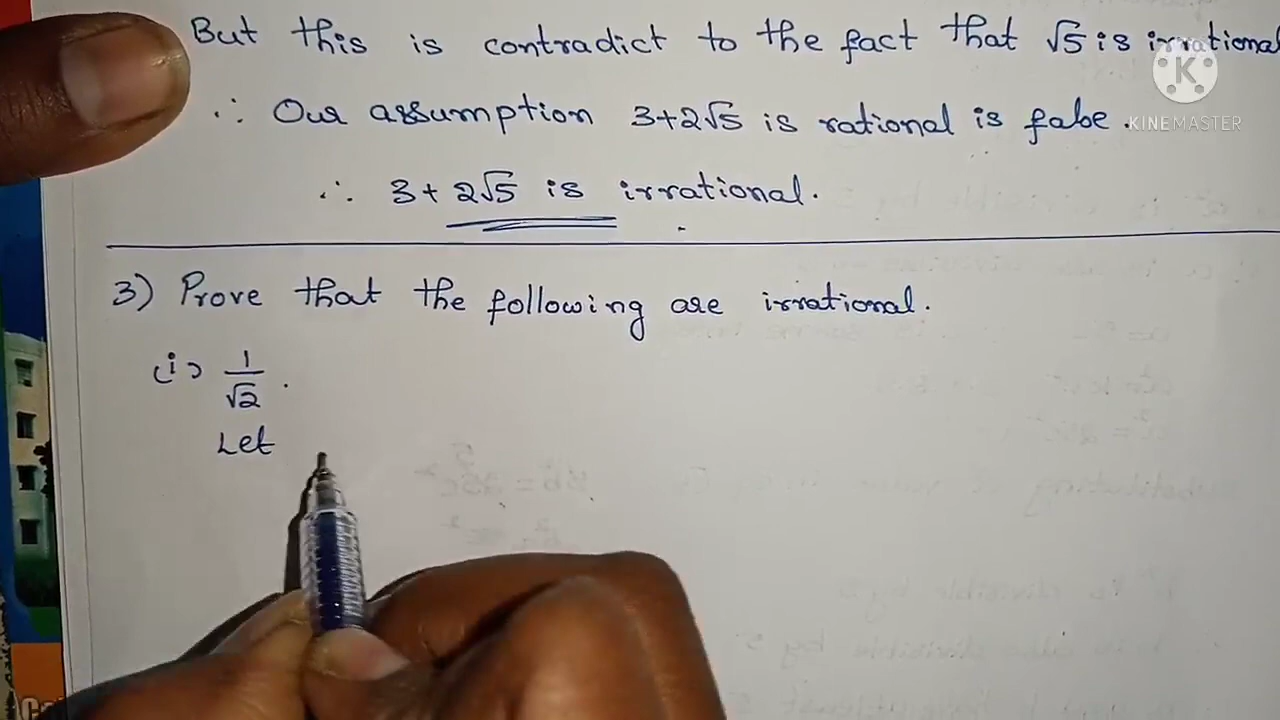 But this is contradict to the fact that √5 is irrational
∴ Our assumption 3+2√5 is rational is false.
∴ 3+2√5 is irrational.
3) Prove that the following are irrational.
(i) 1/√2.
Let
K
KINEMASTER